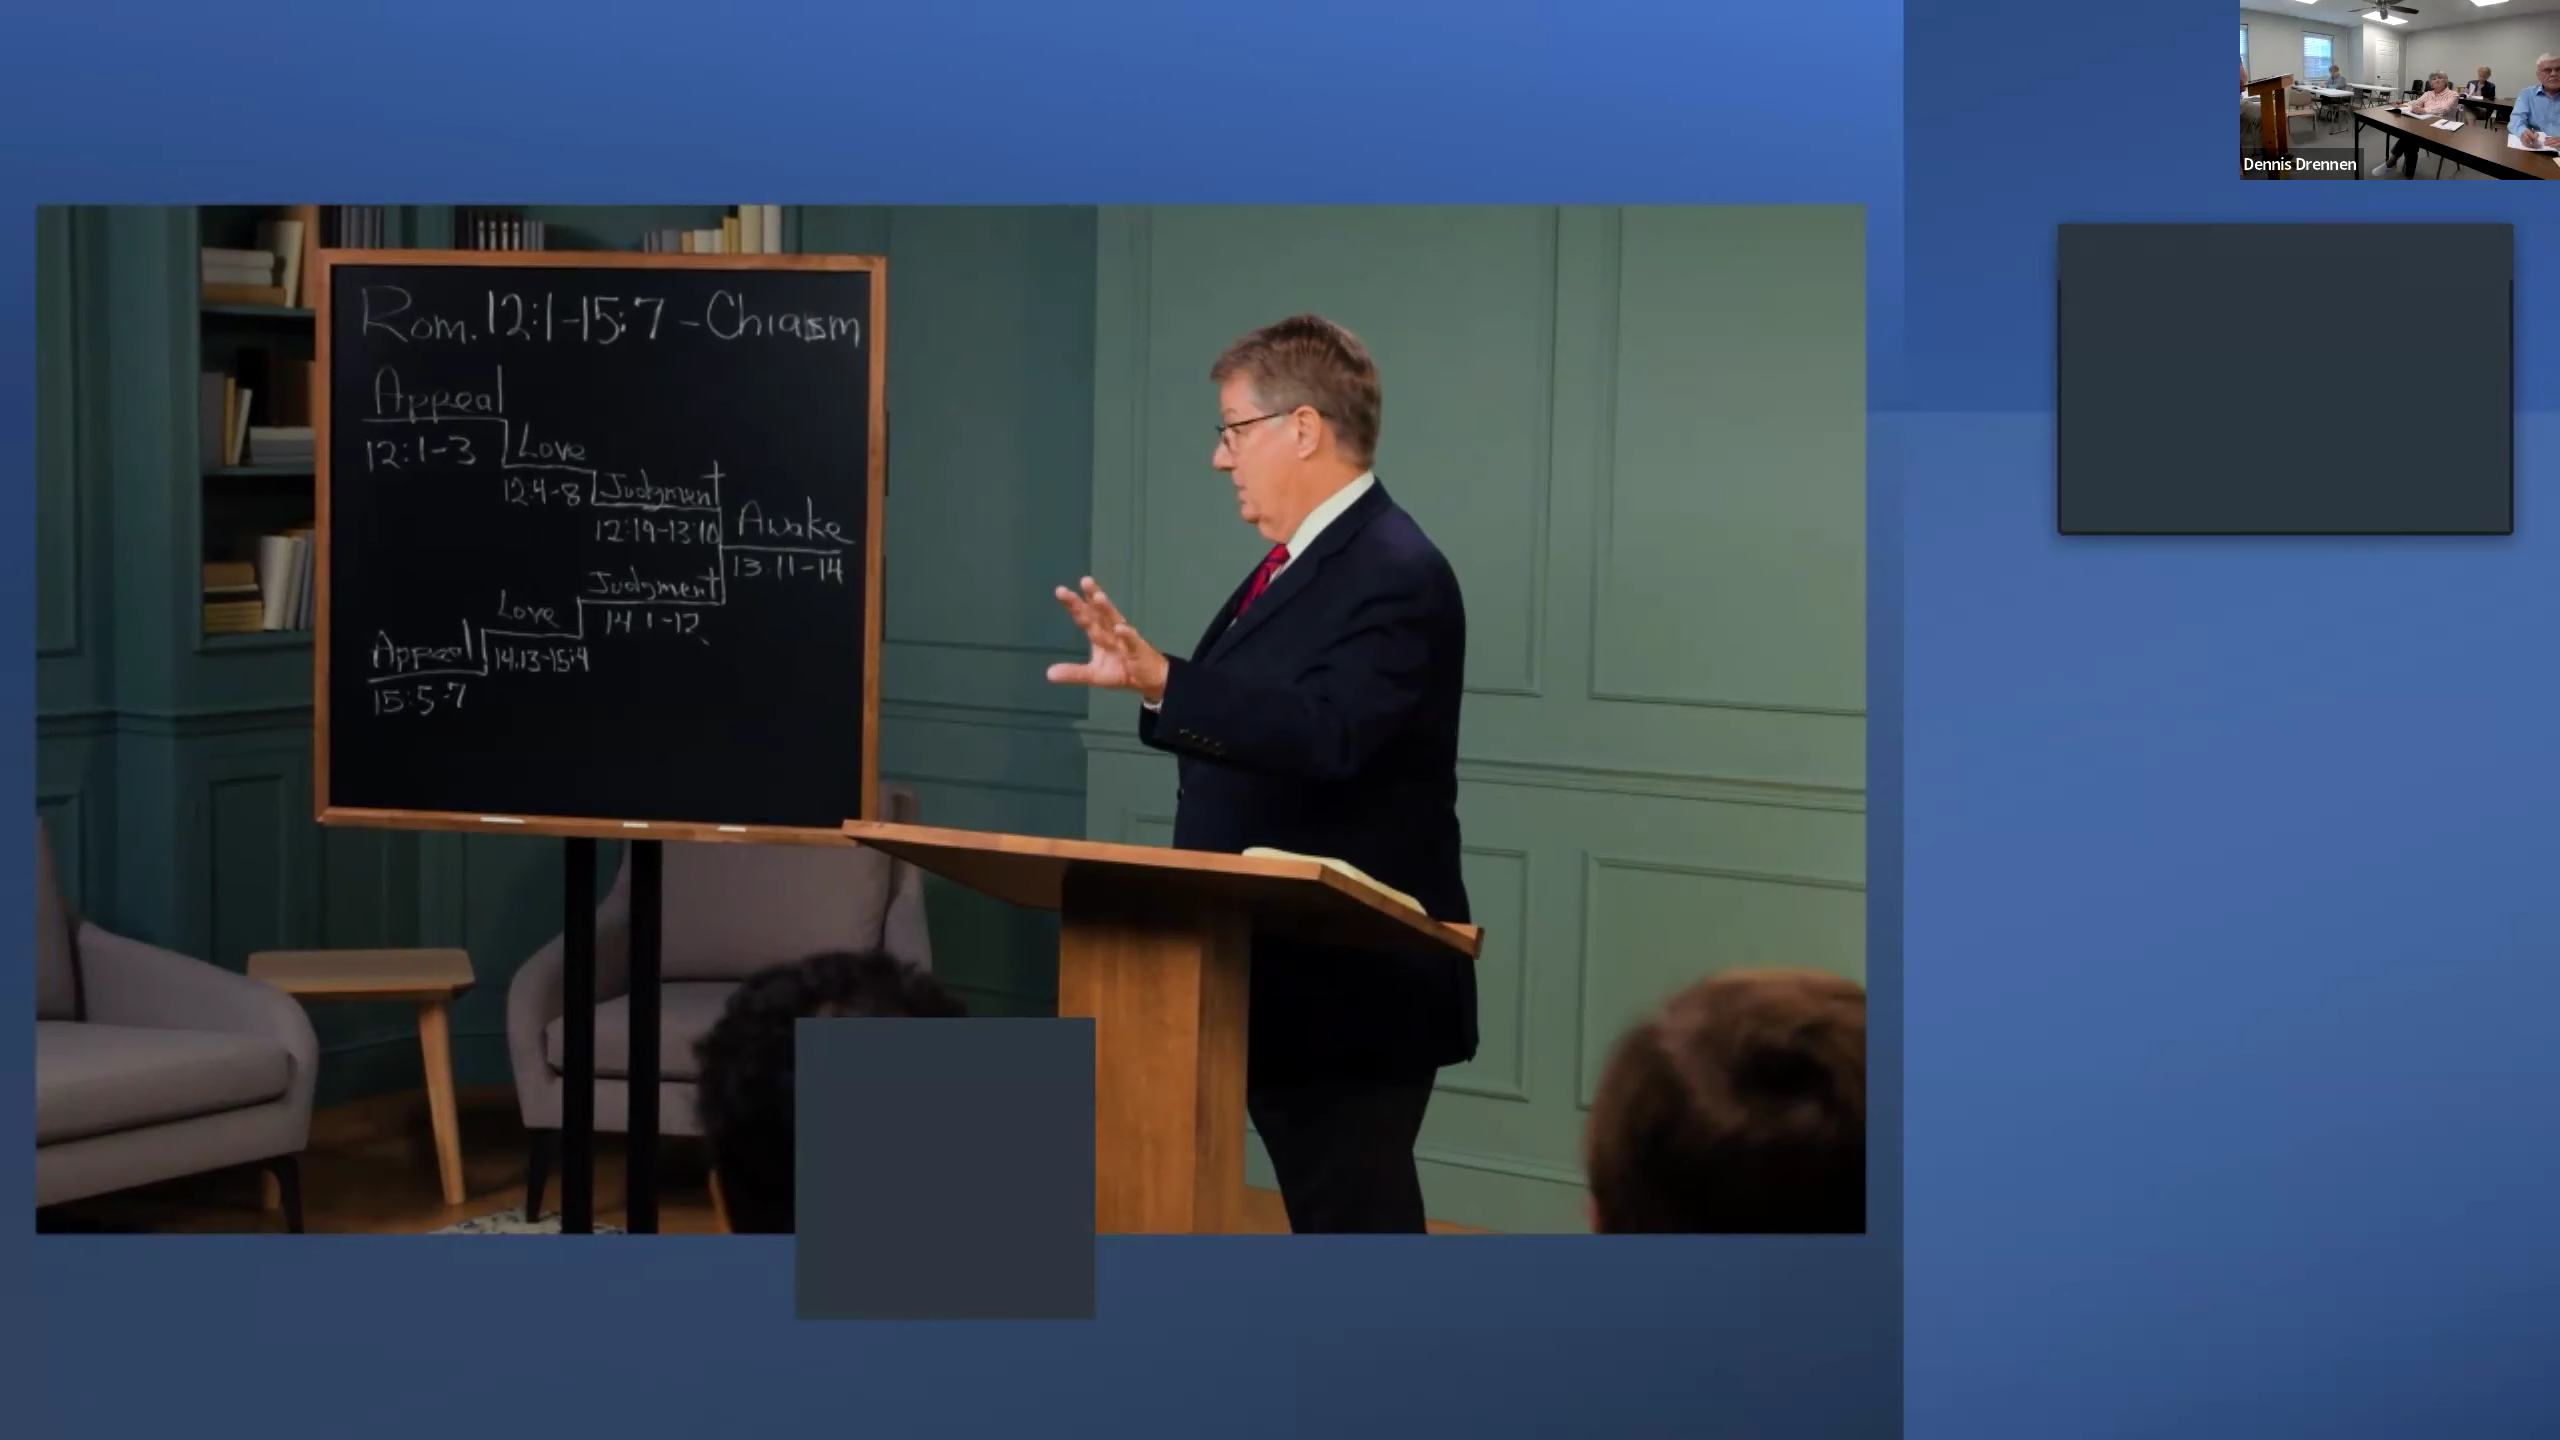 Rom. 12:1-15:7 - Chiasm
Appeal
12:1-3
Love
12:4-8
Judgment
12:19-13:10
Awake
13:11-14
Judgment
14:1-12
Love
14:13-15:4
Appeal
15:5-7
Dennis Drennen